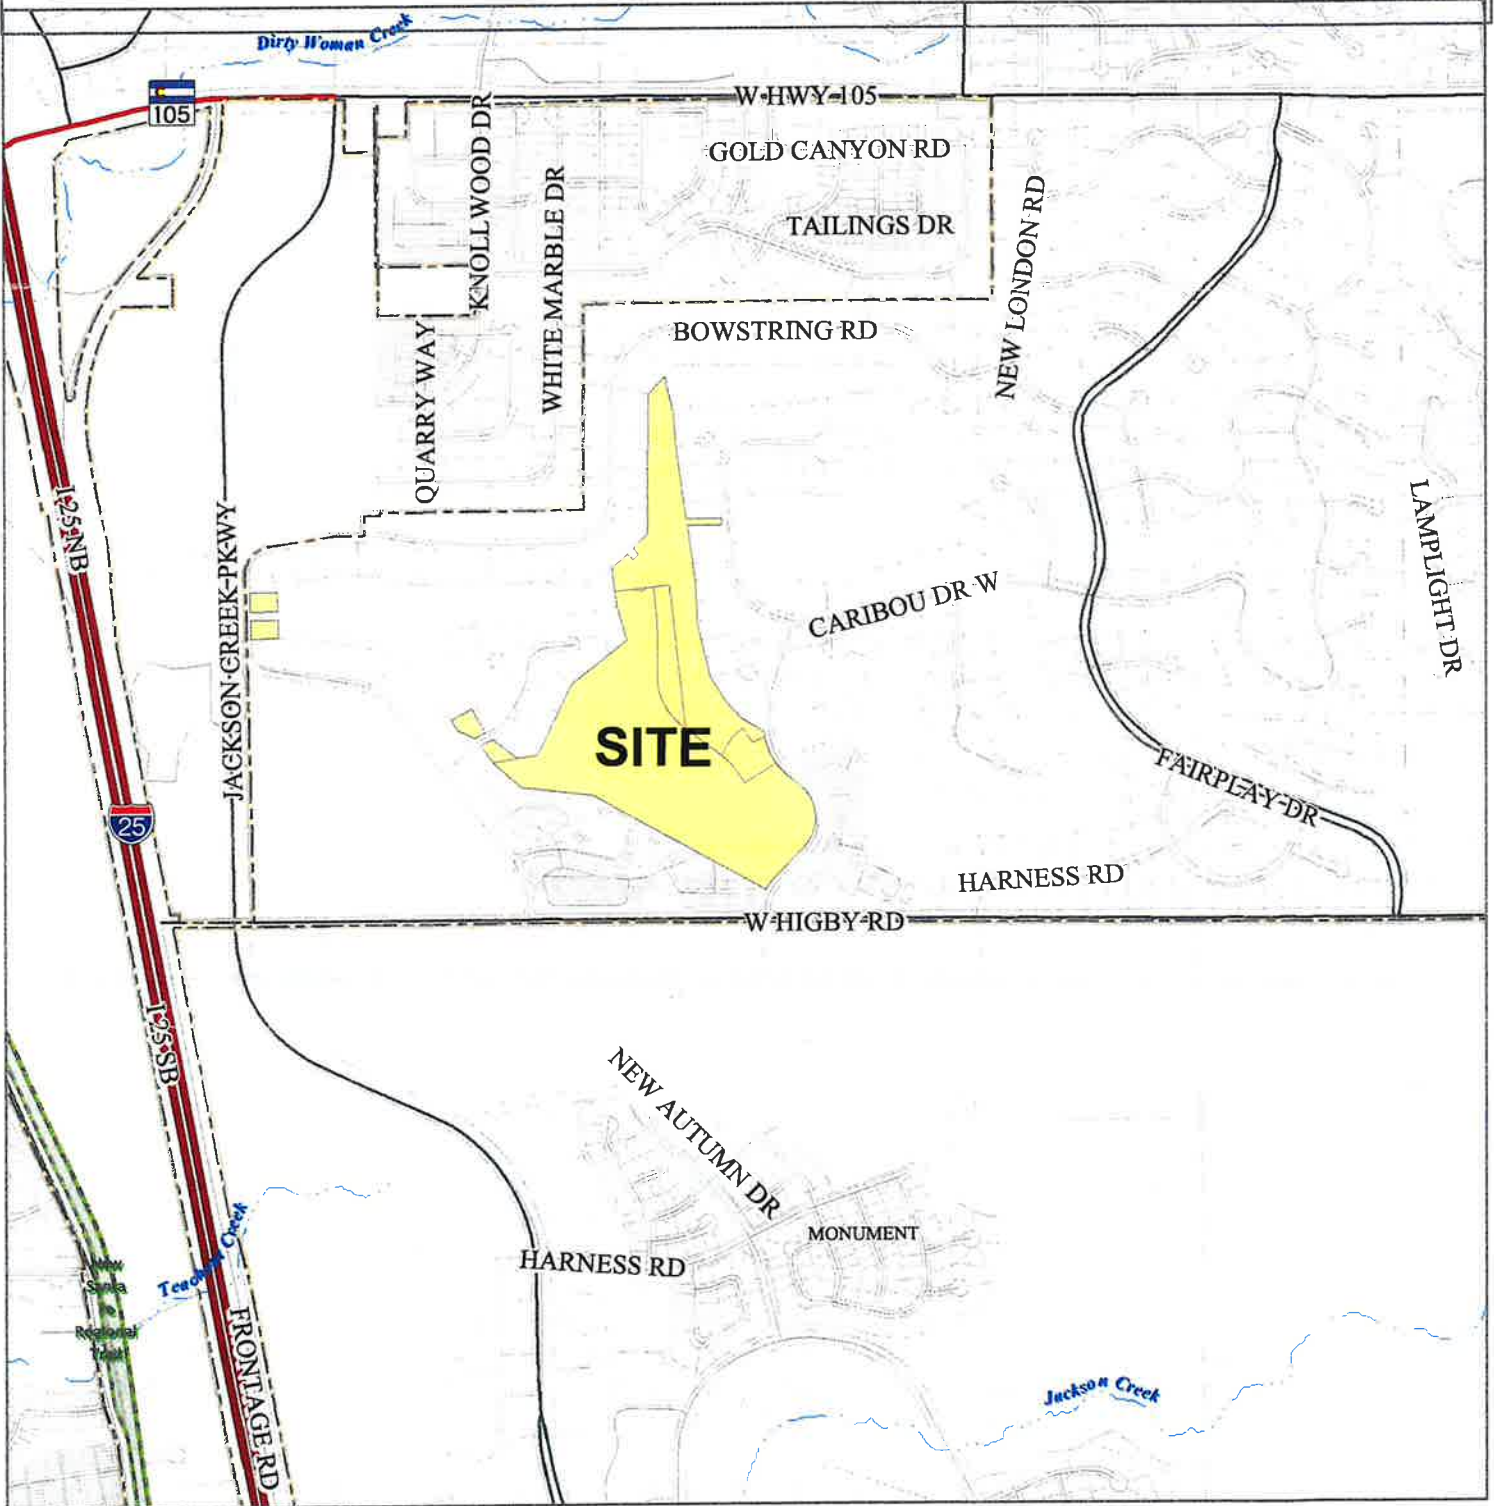 Dirty Woman Creek
105
W HWY 105
GOLD CANYON RD
TAILINGS DR
KNOLLWOOD DR
WHITE MARBLE DR
NEW LONDON RD
QUARRY WAY
BOWSTRING RD
I 25 NB
JACKSON CREEK PKWY
CARIBOU DR W
LAMPLIGHT DR
SITE
FAIRPLAY DR
25
HARNESS RD
W HIGBY RD
I 25 SB
NEW AUTUMN DR
MONUMENT
HARNESS RD
Creek
Santa
Regional
FRONTAGE RD
Jackson Creek